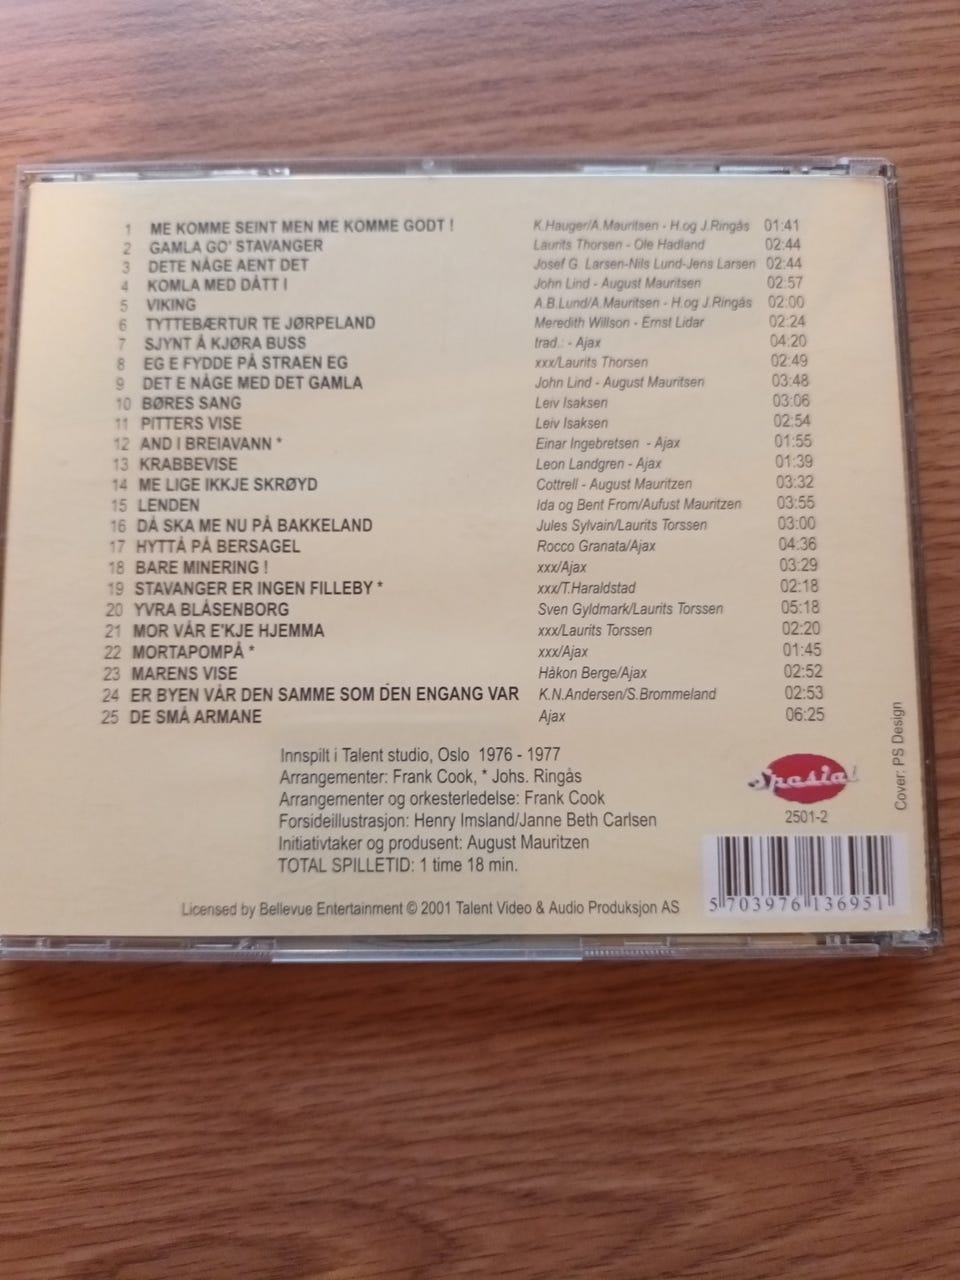 1 ME KOMME SEINT MEN ME KOMME GODT ! K.Hauger/A.Mauritsen - H.og J.Ringås 01:41
2 GAMLA GO' STAVANGER Laurits Thorsen - Ole Hadland 02:44
3 DETE NÅGE AENT DET Josef G. Larsen-Nils Lund-Jens Larsen 02:44
4 KOMLA MED DÅTT I John Lind - August Mauritsen 02:57
5 VIKING A.B.Lund/A.Mauritsen - H.og J.Ringås 02:00
6 TYTTEBÆRTUR TE JØRPELAND Meredith Willson - Ernst Lidar 02:24
7 SJYNT Å KJØRA BUSS trad.: - Ajax 04:20
8 EG E FYDDE PÅ STRAEN EG xxx/Laurits Thorsen 02:49
9 DET E NÅGE MED DET GAMLA John Lind - August Mauritsen 03:48
10 BØRES SANG Leiv Isaksen 03:06
11 PITTERS VISE Leiv Isaksen 02:54
12 AND I BREIAVANN * Einar Ingebretsen - Ajax 01:55
13 KRABBEVISE Leon Landgren - Ajax 01:39
14 ME LIGE IKKJE SKRØYD Cottrell - August Mauritzen 03:32
15 LENDEN Ida og Bent From/Aufust Mauritzen 03:55
16 DÅ SKA ME NU PÅ BAKKELAND Jules Sylvain/Laurits Torssen 03:00
17 HYTTÅ PÅ BERSAGEL Rocco Granata/Ajax 04:36
18 BARE MINERING ! xxx/Ajax 03:29
19 STAVANGER ER INGEN FILLEBY * xxx/T.Haraldstad 02:18
20 YVRA BLÅSENBORG Sven Gyldmark/Laurits Torssen 05:18
21 MOR VÅR E'KJE HJEMMA xxx/Laurits Torssen 02:20
22 MORTAPOMPÅ * xxx/Ajax 01:45
23 MARENS VISE Håkon Berge/Ajax 02:52
24 ER BYEN VÅR DEN SAMME SOM DEN ENGANG VAR K.N.Andersen/S.Brommeland 02:53
25 DE SMÅ ARMANE Ajax 06:25
Innspilt i Talent studio, Oslo 1976 - 1977
Arrangementer: Frank Cook, * Johs. Ringås
Arrangementer og orkesterledelse: Frank Cook
Forsideillustrasjon: Henry Imsland/Janne Beth Carlsen
Initiativtaker og produsent: August Mauritzen
TOTAL SPILLETID: 1 time 18 min.
Licensed by Bellevue Entertainment © 2001 Talent Video & Audio Produksjon AS
Spesial
2501-2
5 703976 136951
Cover: PS Design